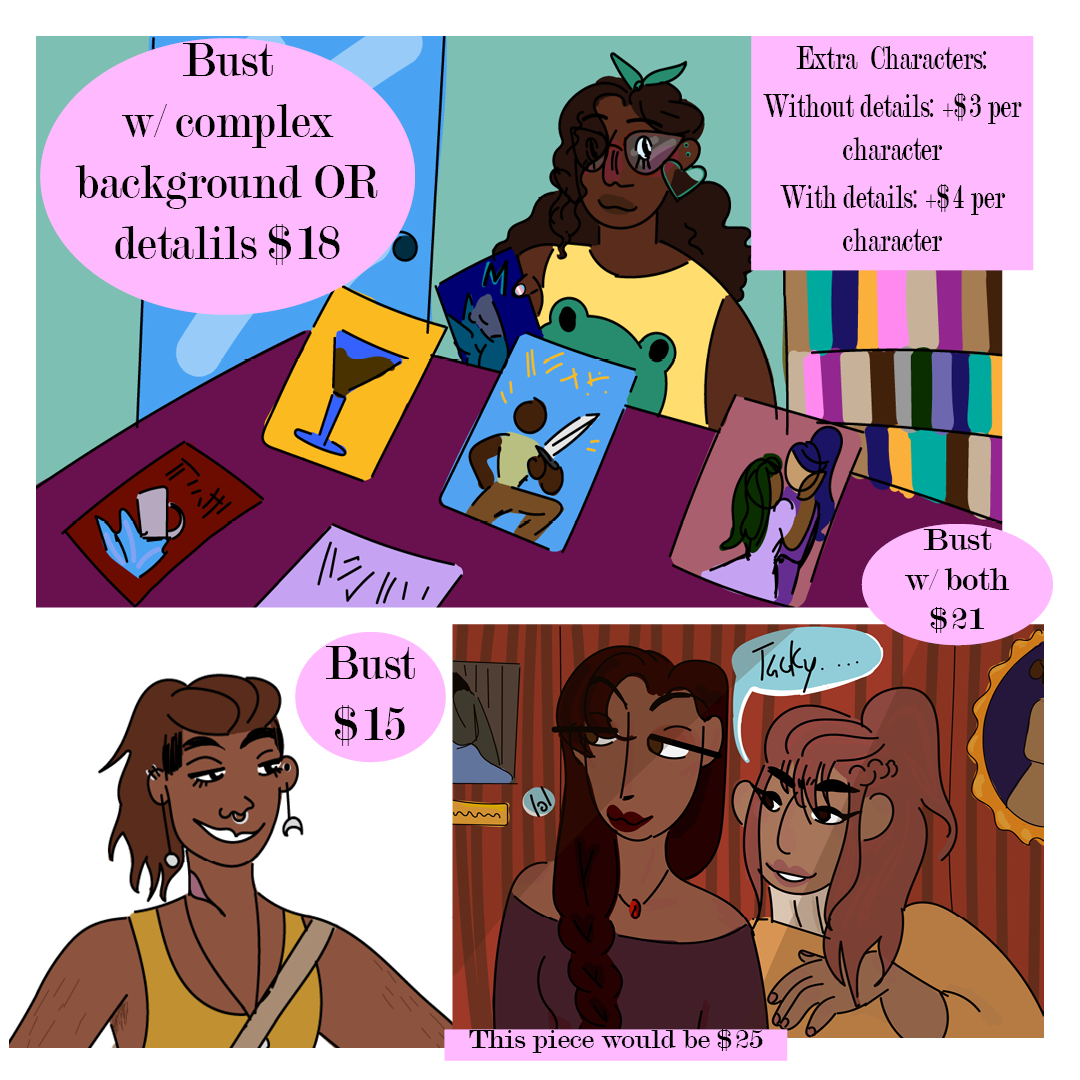 Bust
w/ complex
background OR
detalils $18
Extra Characters:
Without details: +$3 per
character
With details: +$4 per
character
M
Bust
w/ both
$21
Bust
$15
Tacky.....
lol
This piece would be $25